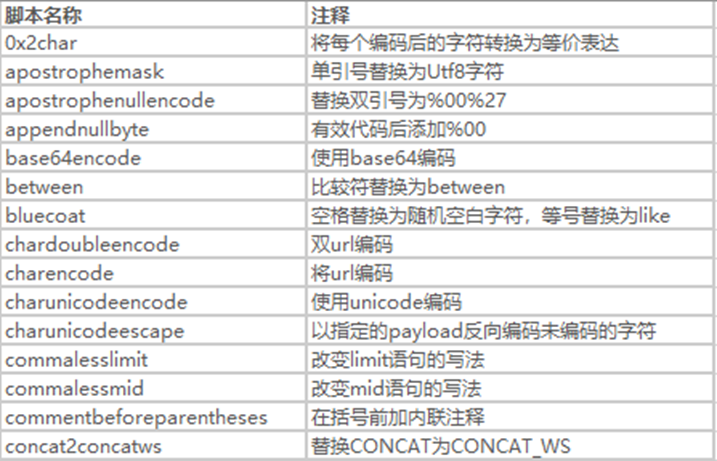 脚本名称 注释
0x2char 将每个编码后的字符转换为等价表达
apostrophemask 单引号替换为Utf8字符
apostrophenullencode 替换双引号为%00%27
appendnullbyte 有效代码后添加%00
base64encode 使用base64编码
between 比较符替换为between
bluecoat 空格替换为随机空白字符，等号替换为like
chardoubleencode 双url编码
charencode 将url编码
charunicodeencode 使用unicode编码
charunicodeescape 以指定的payload反向编码未编码的字符
commalesslimit 改变limit语句的写法
commalessmid 改变mid语句的写法
commentbeforeparentheses 在括号前加内联注释
concat2concatws 替换CONCAT为CONCAT_WS